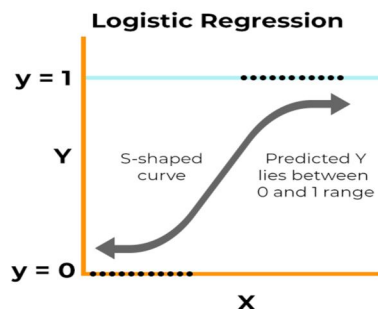 Logistic Regression
y = 1
Y
S-shaped
curve
Predicted Y
lies between
0 and 1 range
y = 0
X